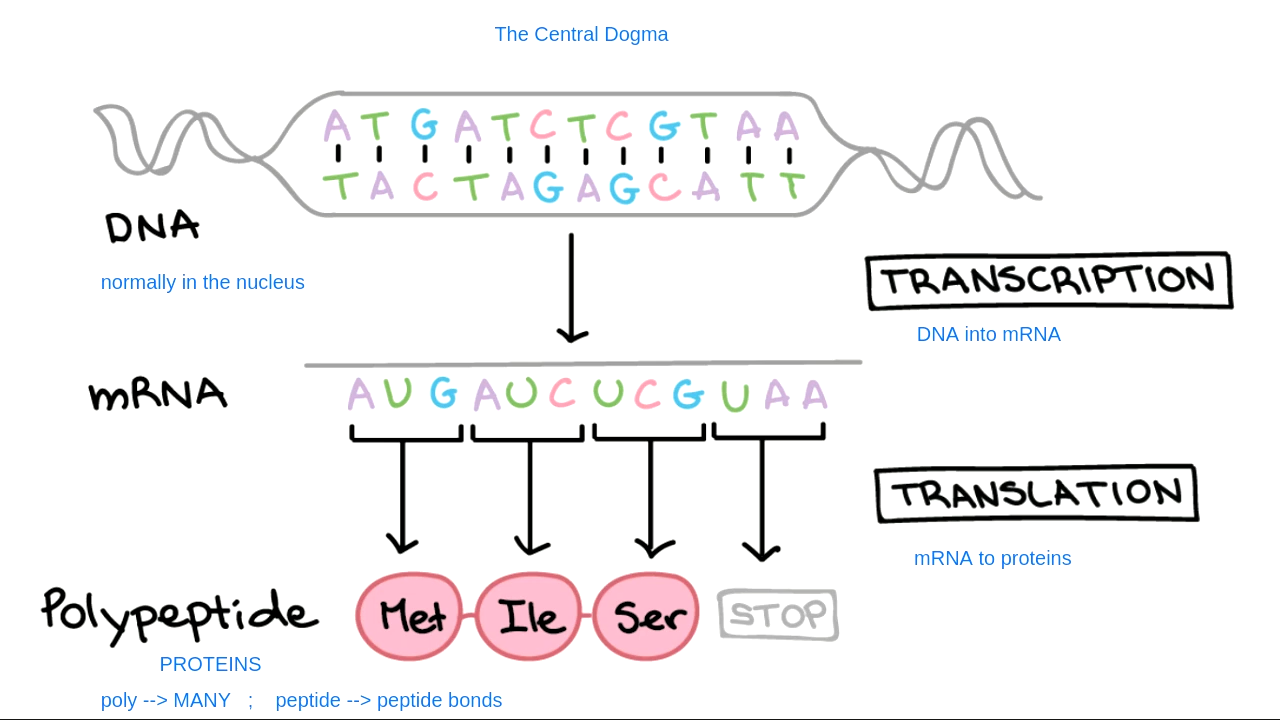 The Central Dogma
A T G A T C T C G T A A
T A C T A G A G C A T T
DNA
normally in the nucleus
TRANSCRIPTION
DNA into mRNA
mRNA
A U G A U C U C G U A A
TRANSLATION
mRNA to proteins
Polypeptide
Met Ile Ser STOP
PROTEINS
poly --> MANY ; peptide --> peptide bonds